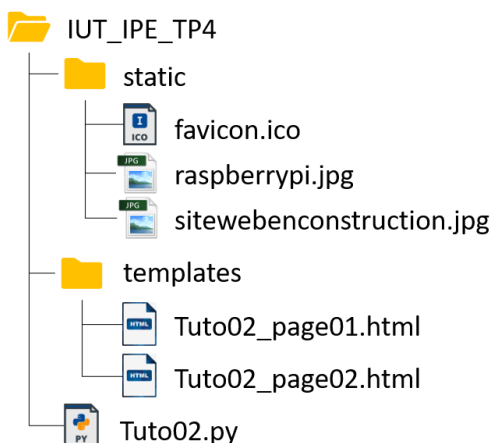 IUT_IPE_TP4
static
ICO
favicon.ico
JPG
raspberrypi.jpg
JPG
sitewebenconstruction.jpg
templates
HTML
Tuto02_page01.html
HTML
Tuto02_page02.html
PY
Tuto02.py